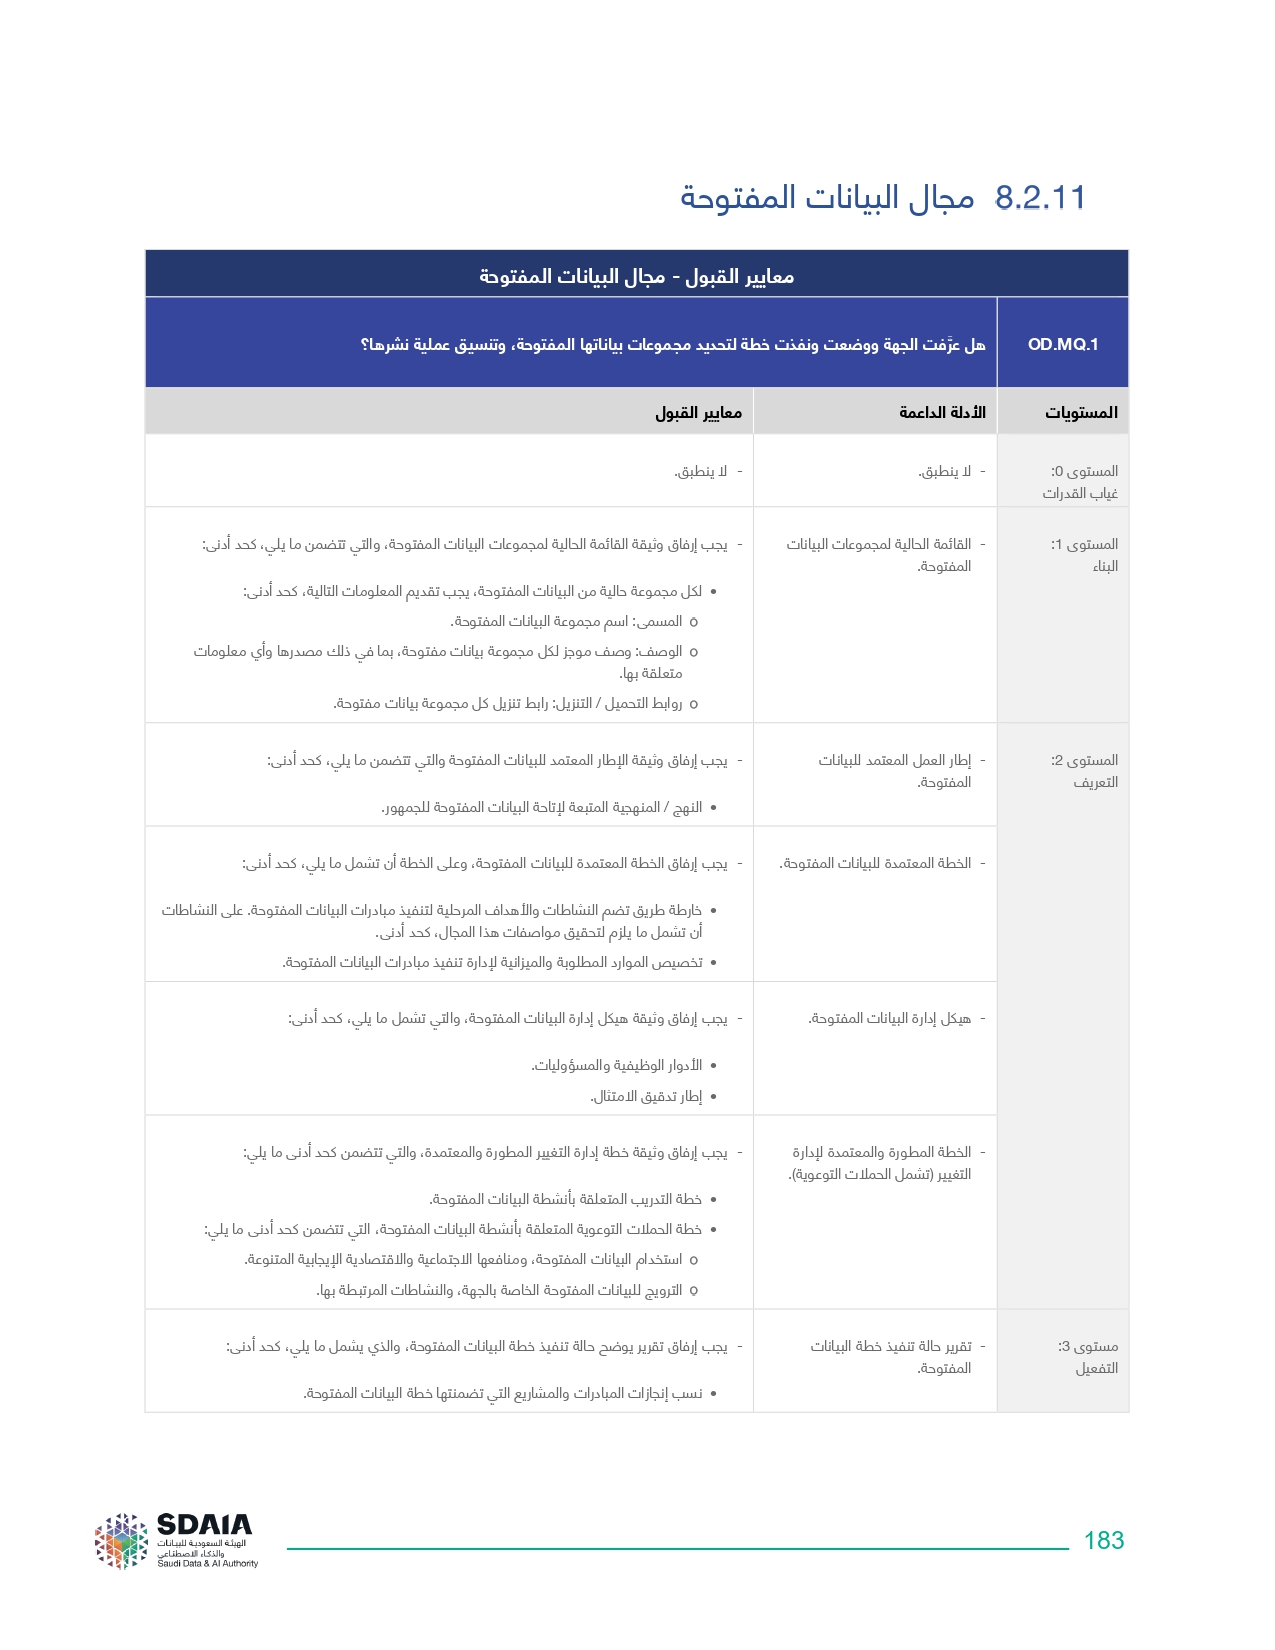 8.2.11 مجال البيانات المفتوحة
معايير القبول - مجال البيانات المفتوحة
OD.MQ.1
هل عرَّفت الجهة ووضعت ونفذت خطة لتحديد مجموعات بياناتها المفتوحة، وتنسيق عملية نشرها؟
المستويات
الأدلة الداعمة
معايير القبول
المستوى 0:
غياب القدرات
- لا ينطبق.
- لا ينطبق.
المستوى 1:
البناء
- القائمة الحالية لمجموعات البيانات
المفتوحة.
- يجب إرفاق وثيقة القائمة الحالية لمجموعات البيانات المفتوحة، والتي تتضمن ما يلي، كحد أدنى:
• لكل مجموعة حالية من البيانات المفتوحة، يجب تقديم المعلومات التالية، كحد أدنى:
o المسمى: اسم مجموعة البيانات المفتوحة.
o الوصف: وصف موجز لكل مجموعة بيانات مفتوحة، بما في ذلك مصدرها وأي معلومات
متعلقة بها.
o روابط التحميل / التنزيل: رابط تنزيل كل مجموعة بيانات مفتوحة.
المستوى 2:
التعريف
- إطار العمل المعتمد للبيانات
المفتوحة.
- يجب إرفاق وثيقة الإطار المعتمد للبيانات المفتوحة والتي تتضمن ما يلي، كحد أدنى:
• النهج / المنهجية المتبعة لإتاحة البيانات المفتوحة للجمهور.
- الخطة المعتمدة للبيانات المفتوحة.
- يجب إرفاق الخطة المعتمدة للبيانات المفتوحة، وعلى الخطة أن تشمل ما يلي، كحد أدنى:
• خارطة طريق تضم النشاطات والأهداف المرحلية لتنفيذ مبادرات البيانات المفتوحة. على النشاطات
أن تشمل ما يلزم لتحقيق مواصفات هذا المجال، كحد أدنى.
• تخصيص الموارد المطلوبة والميزانية لإدارة تنفيذ مبادرات البيانات المفتوحة.
- هيكل إدارة البيانات المفتوحة.
- يجب إرفاق وثيقة هيكل إدارة البيانات المفتوحة، والتي تشمل ما يلي، كحد أدنى:
• الأدوار الوظيفية والمسؤوليات.
• إطار تدقيق الامتثال.
- الخطة المطورة والمعتمدة لإدارة
التغيير (تشمل الحملات التوعوية).
- يجب إرفاق وثيقة خطة إدارة التغيير المطورة والمعتمدة، والتي تتضمن كحد أدنى ما يلي:
• خطة التدريب المتعلقة بأنشطة البيانات المفتوحة.
• خطة الحملات التوعوية المتعلقة بأنشطة البيانات المفتوحة، التي تتضمن كحد أدنى ما يلي:
o استخدام البيانات المفتوحة، ومنافعها الاجتماعية والاقتصادية الإيجابية المتنوعة.
o الترويج للبيانات المفتوحة الخاصة بالجهة، والنشاطات المرتبطة بها.
مستوى 3:
التفعيل
- تقرير حالة تنفيذ خطة البيانات
المفتوحة.
- يجب إرفاق تقرير يوضح حالة تنفيذ خطة البيانات المفتوحة، والذي يشمل ما يلي، كحد أدنى:
• نسب إنجازات المبادرات والمشاريع التي تضمنتها خطة البيانات المفتوحة.
183
SDAIA
الهيئة السعودية للبيانات
والذكاء الاصطناعي
Saudi Data & AI Authority